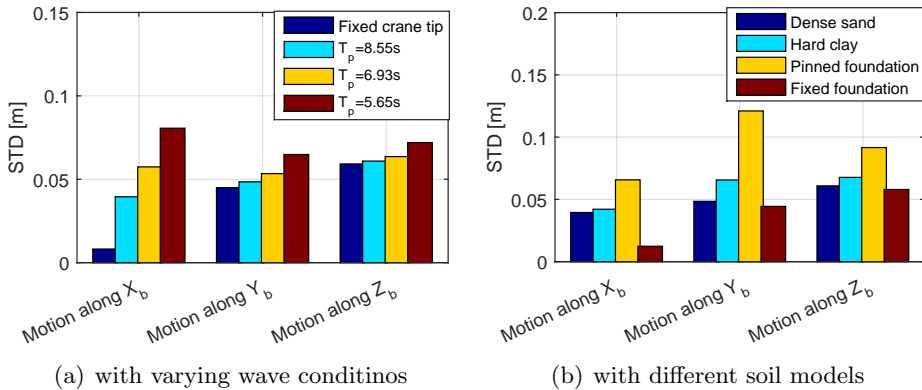 0.15
0.1
0.05
0
STD [m]
Fixed crane tip
T_p=8.55s
T_p=6.93s
T_p=5.65s
Motion along X_b
Motion along Y_b
Motion along Z_b
(a) with varying wave conditinos
0.2
0.15
0.1
0.05
0
STD [m]
Dense sand
Hard clay
Pinned foundation
Fixed foundation
Motion along X_b
Motion along Y_b
Motion along Z_b
(b) with different soil models